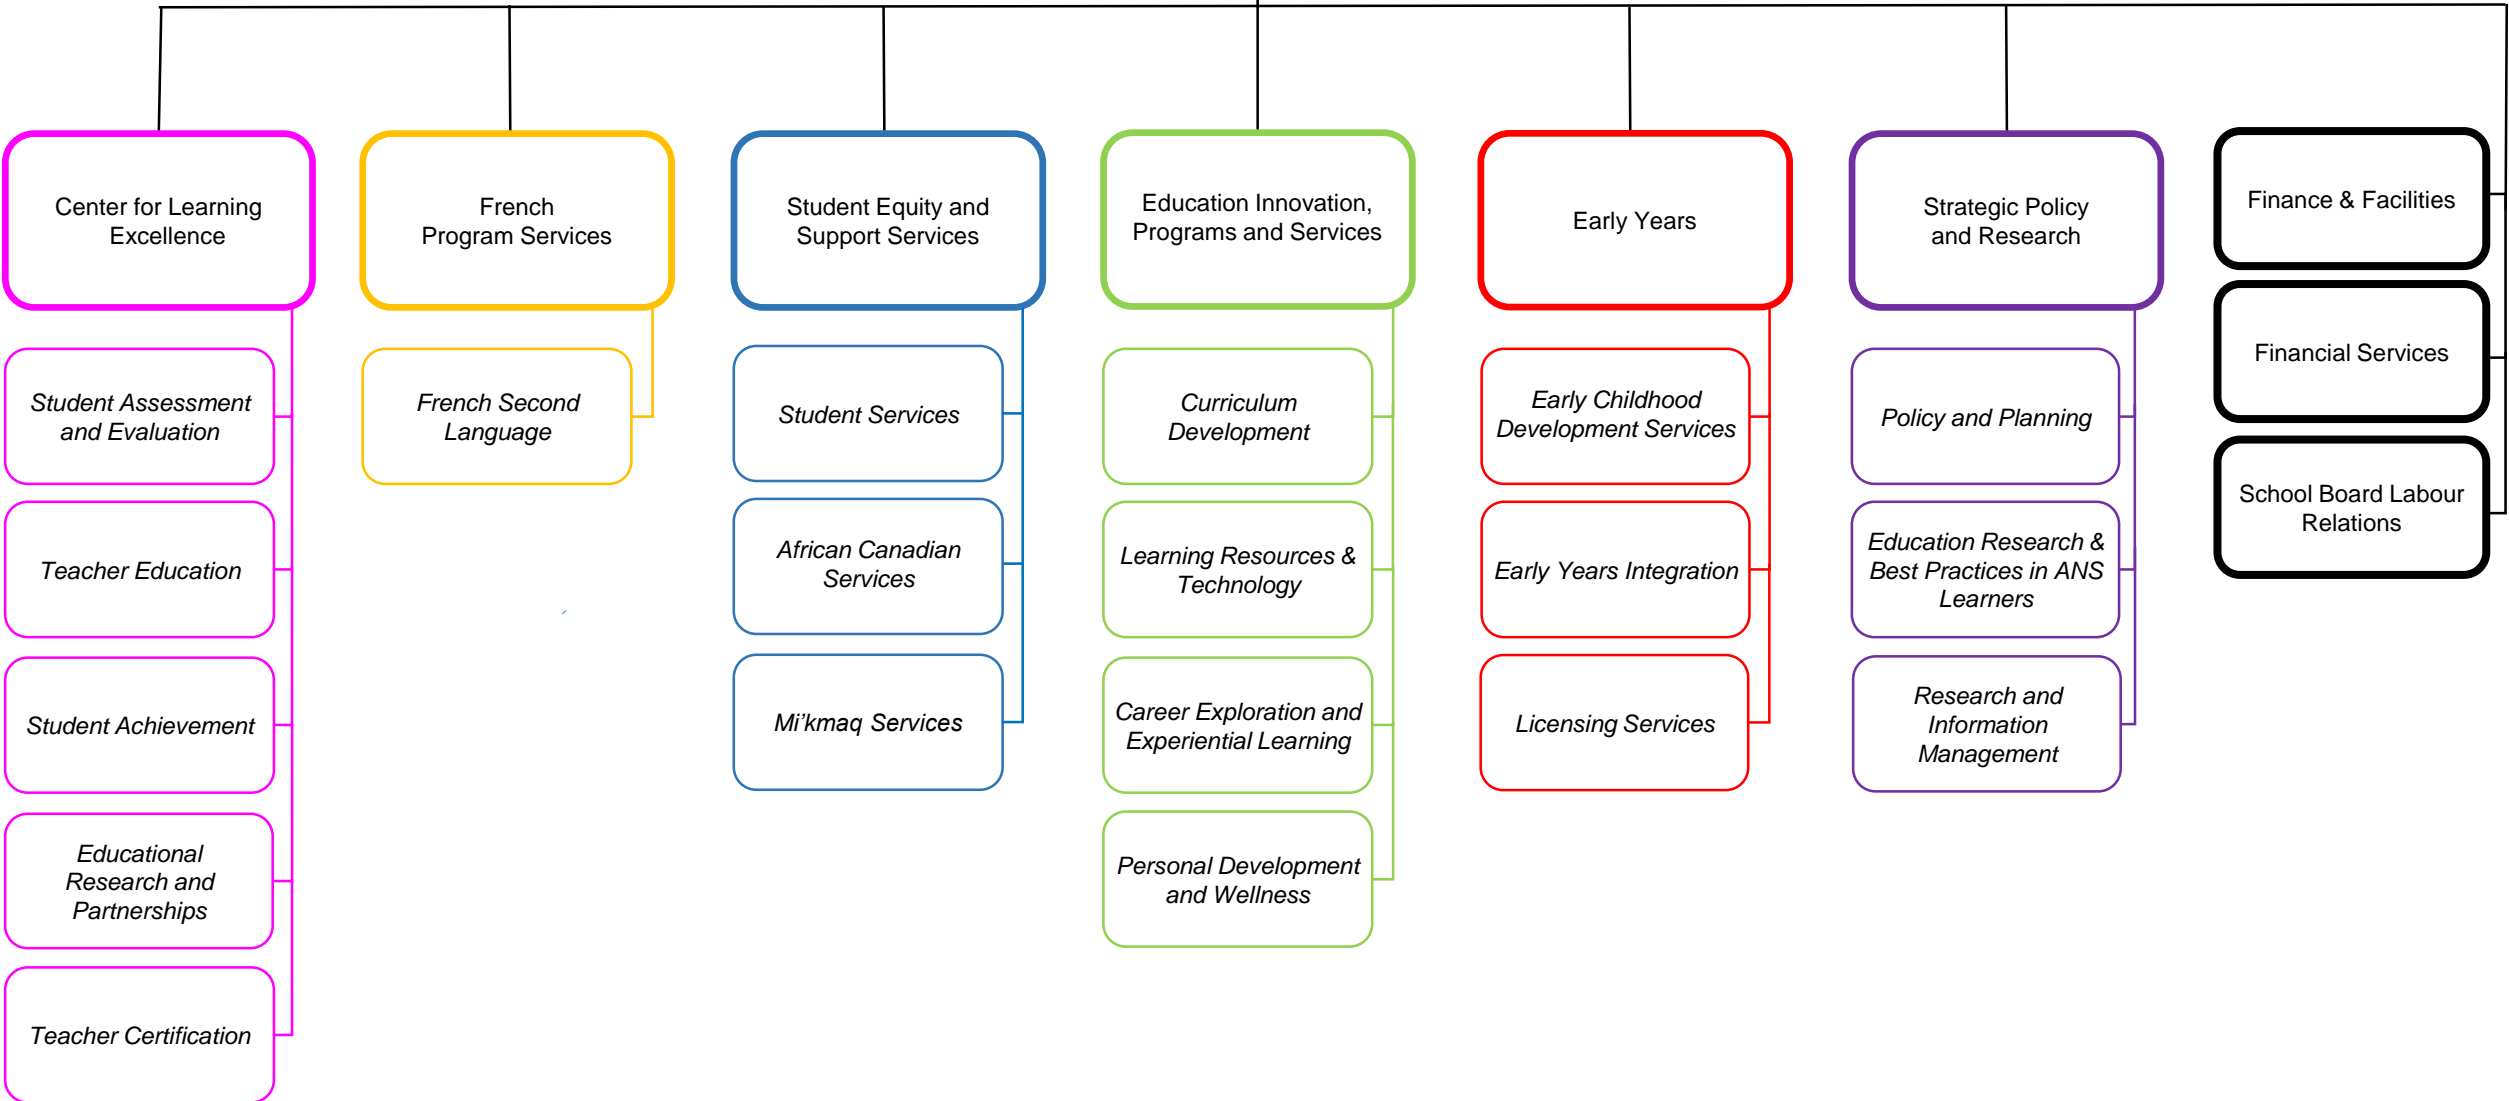 Center for Learning
Excellence
Student Assessment
and Evaluation
Teacher Education
Student Achievement
Educational
Research and
Partnerships
Teacher Certification
French
Program Services
French Second
Language
Student Equity and
Support Services
Student Services
African Canadian
Services
Mi’kmaq Services
Education Innovation,
Programs and Services
Curriculum
Development
Learning Resources &
Technology
Career Exploration and
Experiential Learning
Personal Development
and Wellness
Early Years
Early Childhood
Development Services
Early Years Integration
Licensing Services
Strategic Policy
and Research
Policy and Planning
Education Research &
Best Practices in ANS
Learners
Research and
Information
Management
Finance & Facilities
Financial Services
School Board Labour
Relations